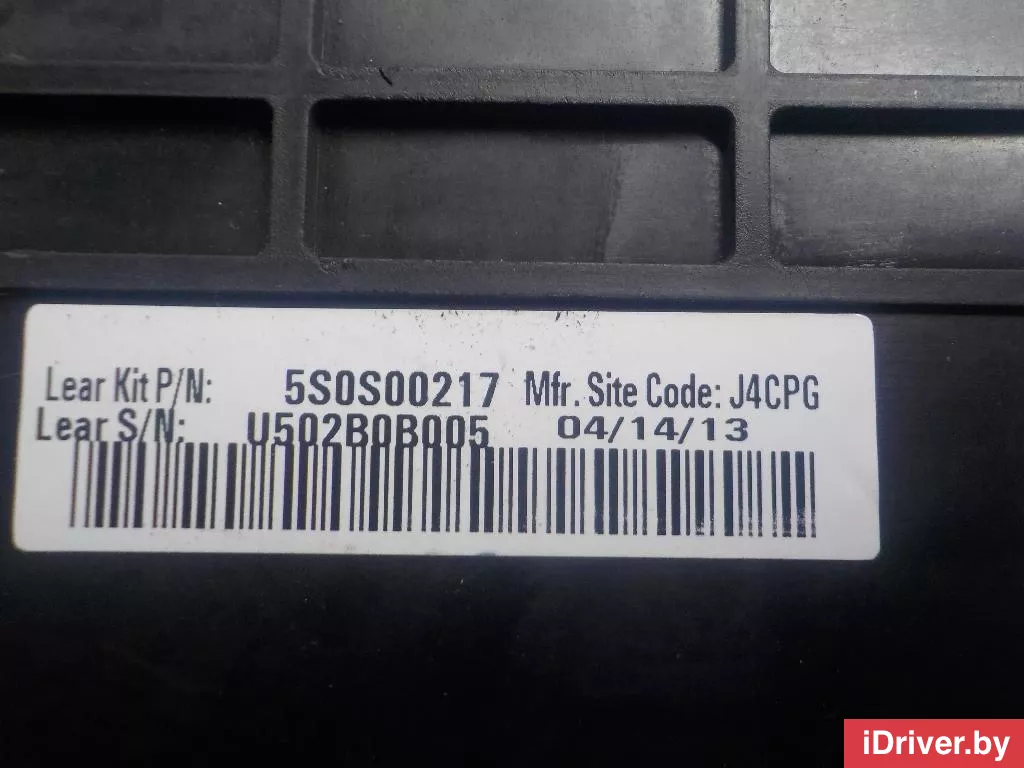 Lear Kit P/N: 5S0S00217 Mfr. Site Code: J4CPG
Lear S/N: U502B0B005 04/14/13
iDriver.by